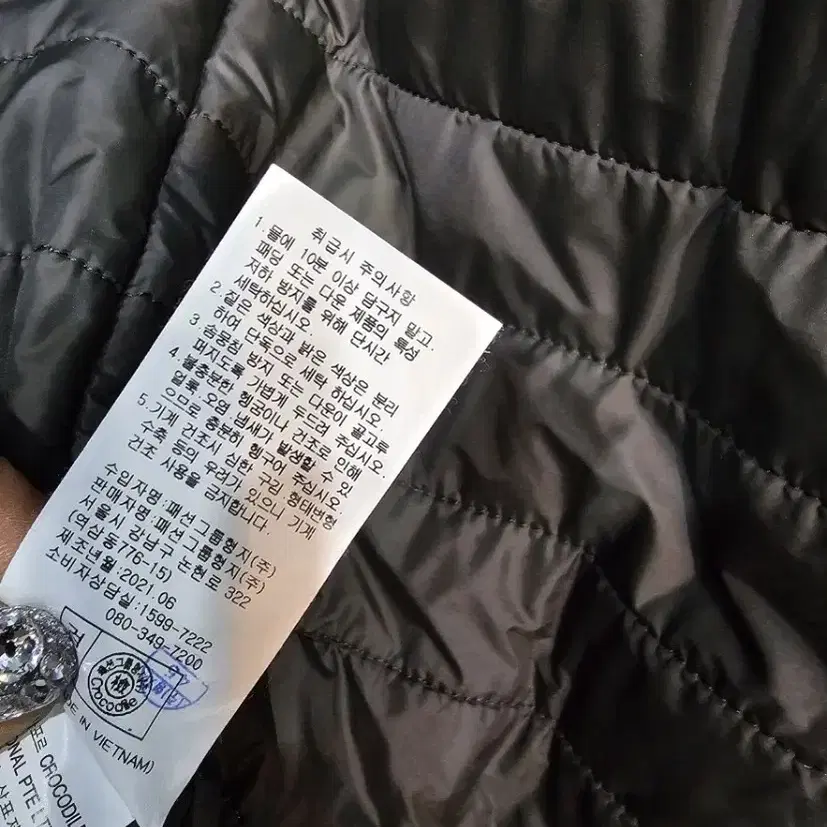 취급시 주의사항
1. 물에 10분 이상 담구지 말고,
패딩 또는 다운 제품의 특성
저하 방지를 위해 단시간
세탁하십시오.
2. 짙은 색상과 밝은 색상은 분리
하여 단독으로 세탁 하십시오.
3. 솜뭉침 방지 또는 다운이 골고루
퍼지도록 가볍게 두드려 주십시오.
4. 불충분한 헹굼이나 건조로 인해
얼룩, 오염 냄새가 발생할 수 있
으므로 충분히 헹구어 주십시오.
5. 기계 건조시 심한 구김 형태변형
수축 등의 우려가 있으니 기계
건조 사용을 금지합니다.
수입자명:패션그룹형지(주)
판매자명:패션그룹형지(주)
서울시 강남구 논현로 322
(역삼동776-15)
제조년월:2021.06
소비자상담실:1599-7222
080-349-7200
검
Crocodile
IN VIETNAM)
CROCODIL
ONAL PTE L